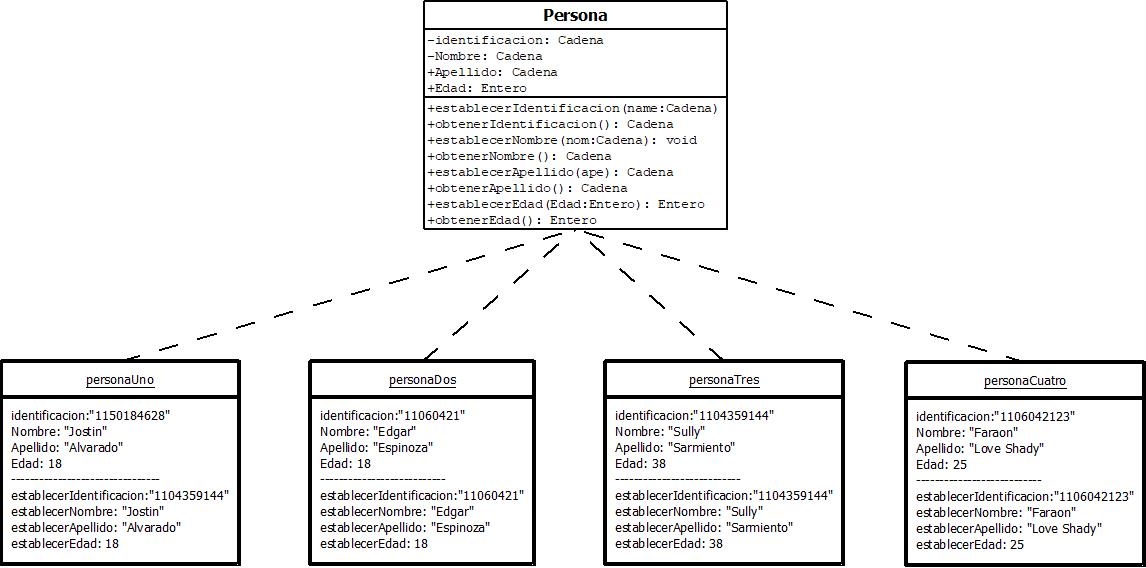 Persona
-identificacion: Cadena
-Nombre: Cadena
+Apellido: Cadena
+Edad: Entero
+establecerIdentificacion(name:Cadena)
+obtenerIdentificacion(): Cadena
+establecerNombre(nom:Cadena): void
+obtenerNombre(): Cadena
+establecerApellido(ape): Cadena
+obtenerApellido(): Cadena
+establecerEdad(Edad:Entero): Entero
+obtenerEdad(): Entero
personaUno
identificacion:"1150184628"
Nombre: "Jostin"
Apellido: "Alvarado"
Edad: 18
------------------------------
establecerIdentificacion:"1104359144"
establecerNombre: "Jostin"
establecerApellido: "Alvarado"
establecerEdad: 18
personaDos
identificacion:"11060421"
Nombre: "Edgar"
Apellido: "Espinoza"
Edad: 18
-------------------------
establecerIdentificacion:"11060421"
establecerNombre: "Edgar"
establecerApellido: "Espinoza"
establecerEdad: 18
personaTres
identificacion:"1104359144"
Nombre: "Sully"
Apellido: "Sarmiento"
Edad: 38
-------------------------
establecerIdentificacion:"1104359144"
establecerNombre: "Sully"
establecerApellido: "Sarmiento"
establecerEdad: 38
personaCuatro
identificacion:"1106042123"
Nombre: "Faraon"
Apellido: "Love Shady"
Edad: 25
-------------------------
establecerIdentificacion:"1106042123"
establecerNombre: "Faraon"
establecerApellido: "Love Shady"
establecerEdad: 25